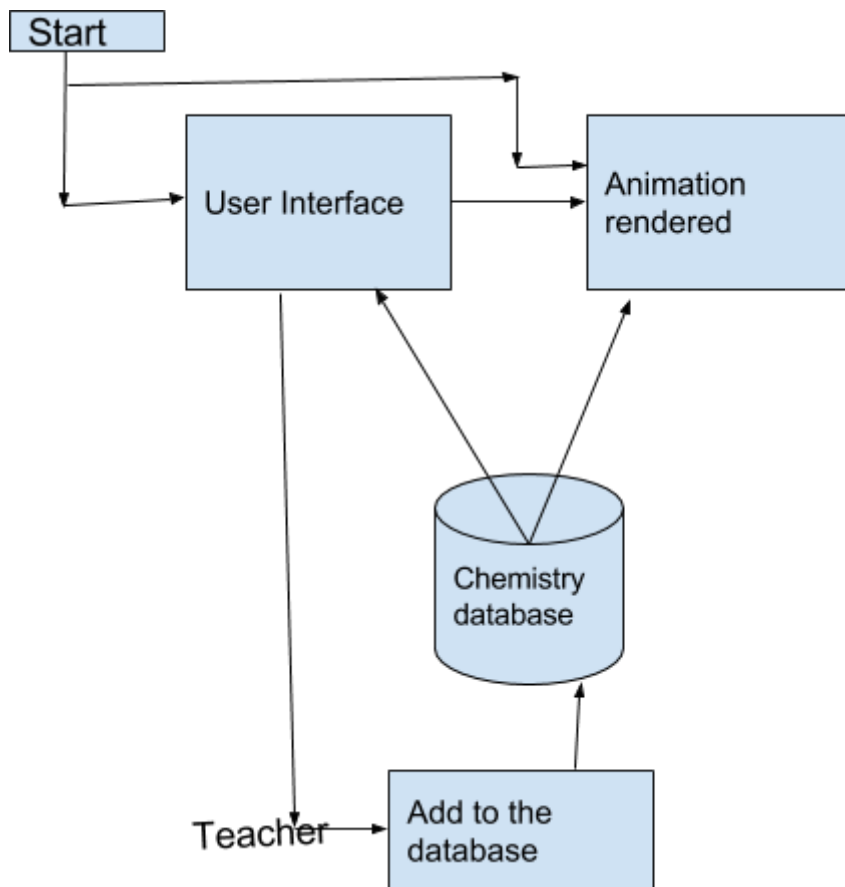 Start
User Interface
Animation
rendered
Chemistry
database
Teacher
Add to the
database